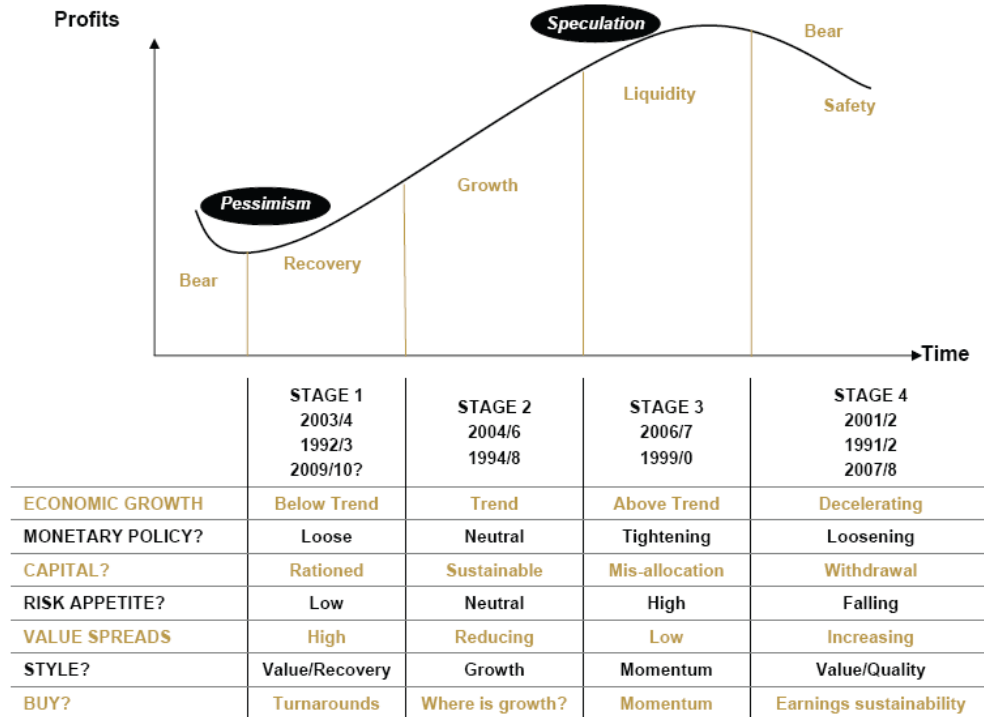 Profits
Speculation
Bear
Liquidity
Safety
Growth
Pessimism
Recovery
Bear
Time
STAGE 1
2003/4
1992/3
2009/10?
STAGE 2
2004/6
1994/8
STAGE 3
2006/7
1999/0
STAGE 4
2001/2
1991/2
2007/8
ECONOMIC GROWTH Below Trend Trend Above Trend Decelerating
MONETARY POLICY? Loose Neutral Tightening Loosening
CAPITAL? Rationed Sustainable Mis-allocation Withdrawal
RISK APPETITE? Low Neutral High Falling
VALUE SPREADS High Reducing Low Increasing
STYLE? Value/Recovery Growth Momentum Value/Quality
BUY? Turnarounds Where is growth? Momentum Earnings sustainability